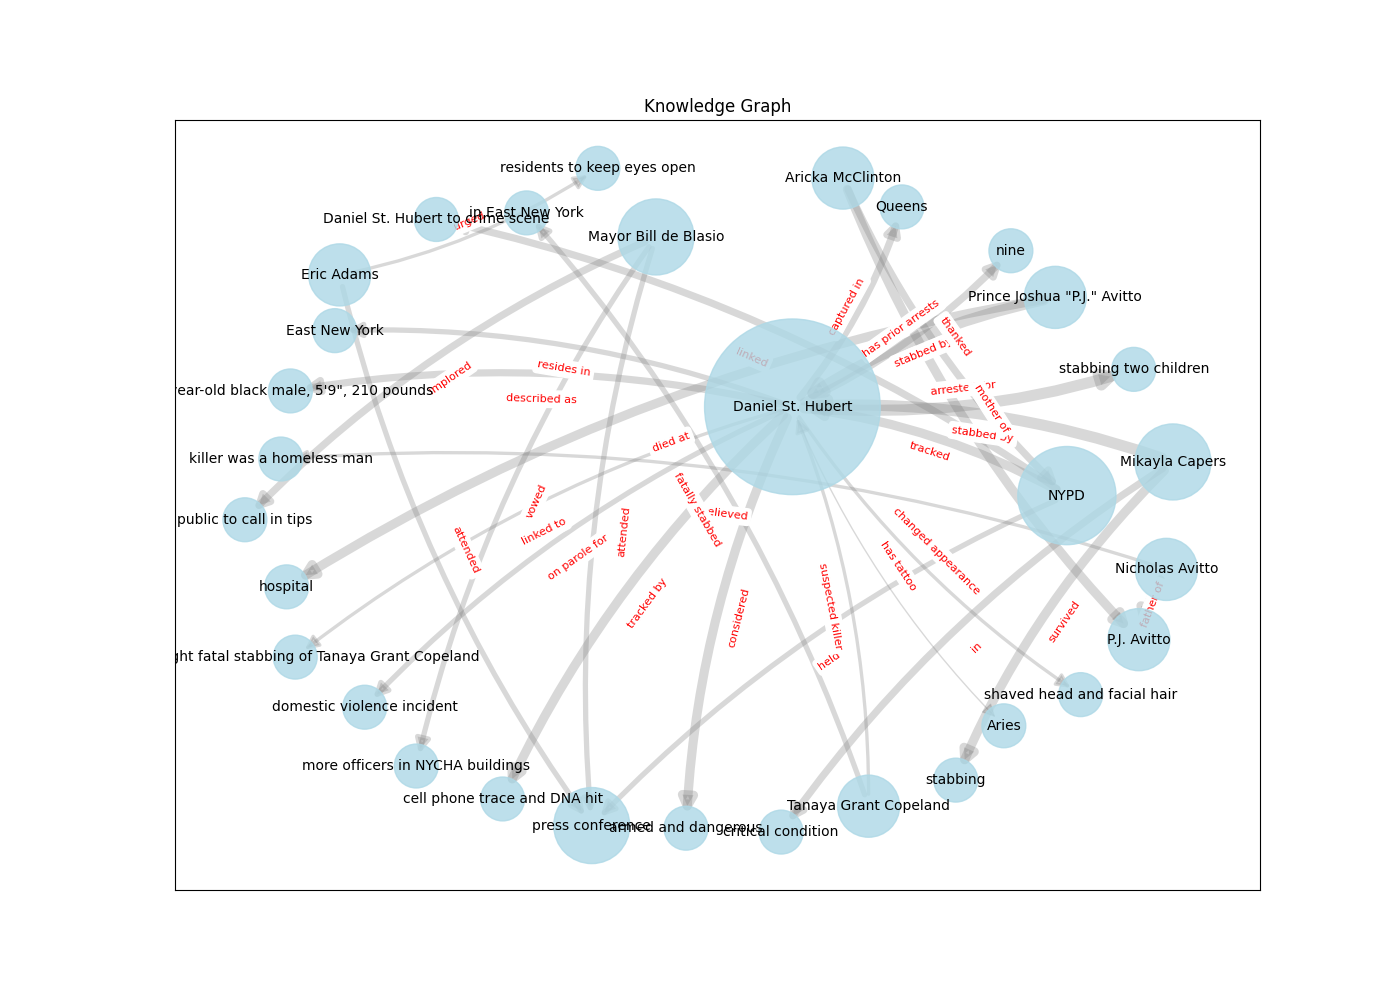 Knowledge Graph
residents to keep eyes open
Aricka McClinton
Queens
in East New York
Daniel St. Hubert to crime scene
Mayor Bill de Blasio
nine
Eric Adams
Prince Joshua "P.J." Avitto
captured in
has prior arrests
thanked
East New York
linked
stabbed by
resides in
stabbing two children
implored
year-old black male, 5'9", 210 pounds
described as
mother of
Daniel St. Hubert
stabbed by
died at
tracked
killer was a homeless man
Mikayla Capers
NYPD
vowed
fatally stabbed
public to call in tips
linked to
attended
attended
changed appearance
on parole for
has tattoo
Nicholas Avitto
hospital
tracked by
suspected killer
considered
father of
survived
P.J. Avitto
in
held
fatal stabbing of Tanaya Grant Copeland
shaved head and facial hair
domestic violence incident
Aries
more officers in NYCHA buildings
stabbing
cell phone trace and DNA hit
Tanaya Grant Copeland
press conference
armed and dangerous
critical condition